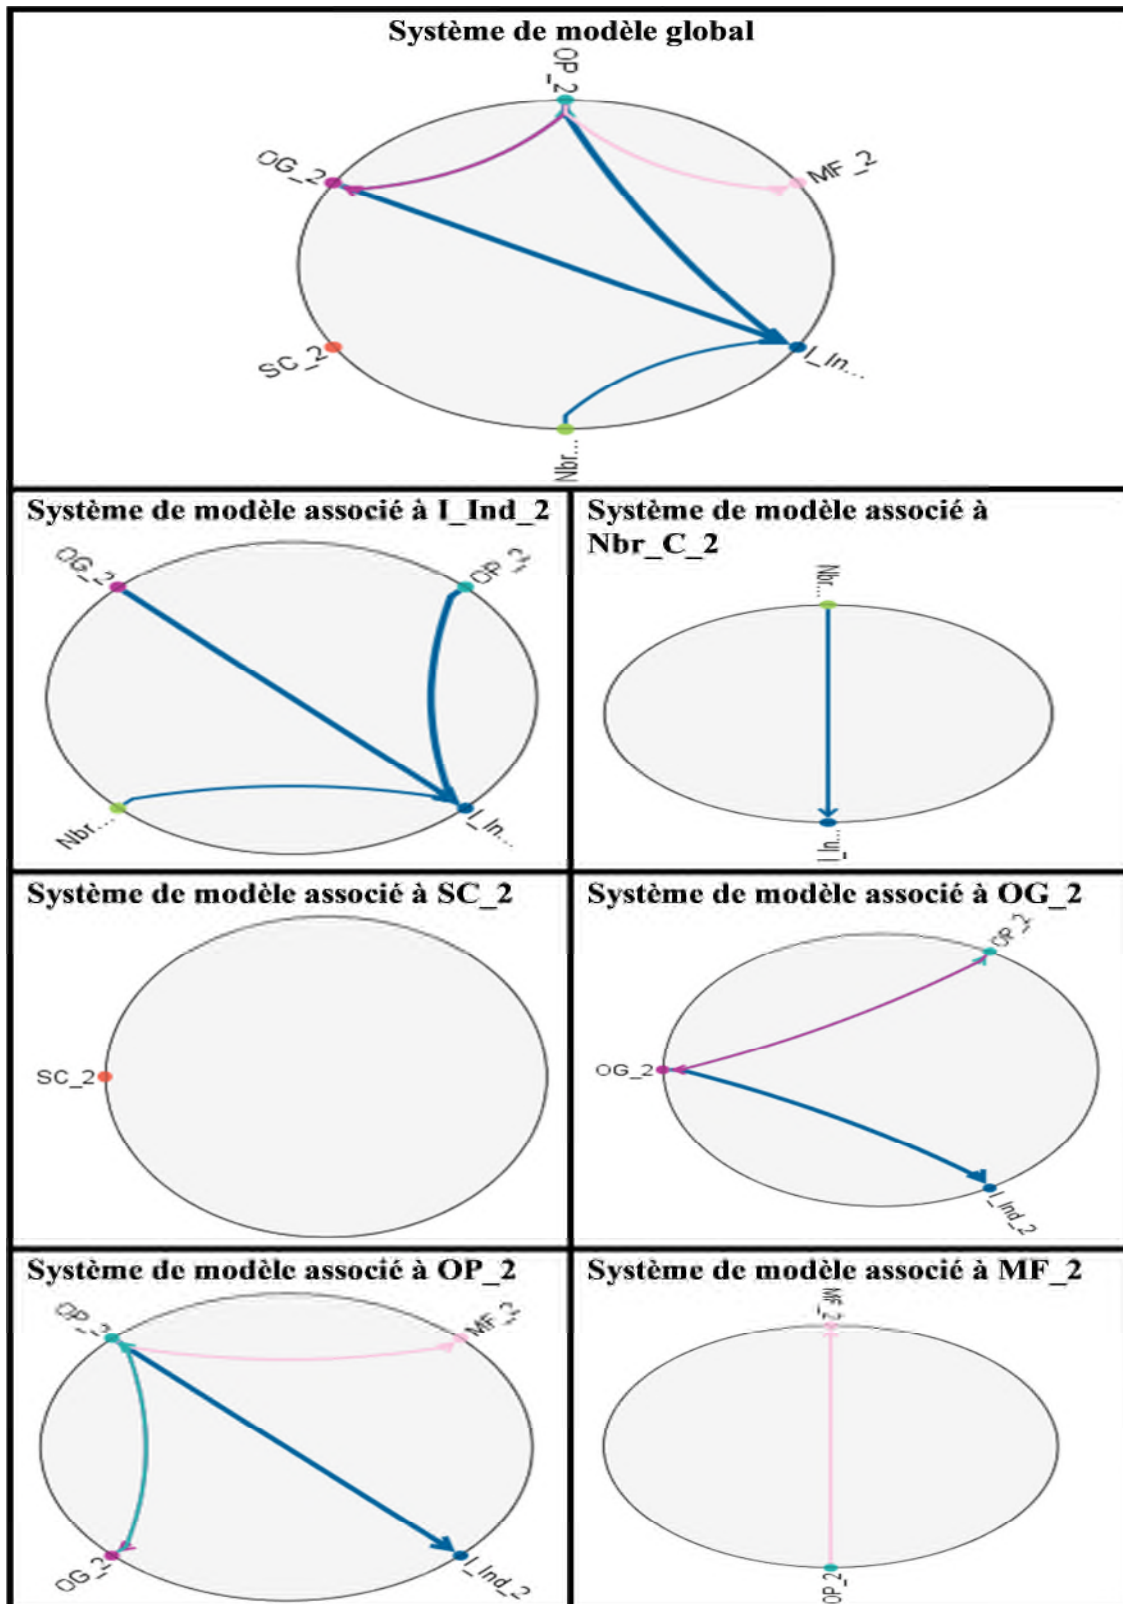 Système de modèle global
OP_2
OG_2
MF_2
SC_2
I_In...
Nbr...
Système de modèle associé à I_Ind_2
OG_2
OP_2
Nbr...
I_In...
Système de modèle associé à
Nbr_C_2
Nbr...
I_In...
Système de modèle associé à SC_2
SC_2
Système de modèle associé à OG_2
OP_2
OG_2
I_Ind_2
Système de modèle associé à OP_2
OP_2
MF_2
OG_2
I_Ind_2
Système de modèle associé à MF_2
MF_2
OP_2